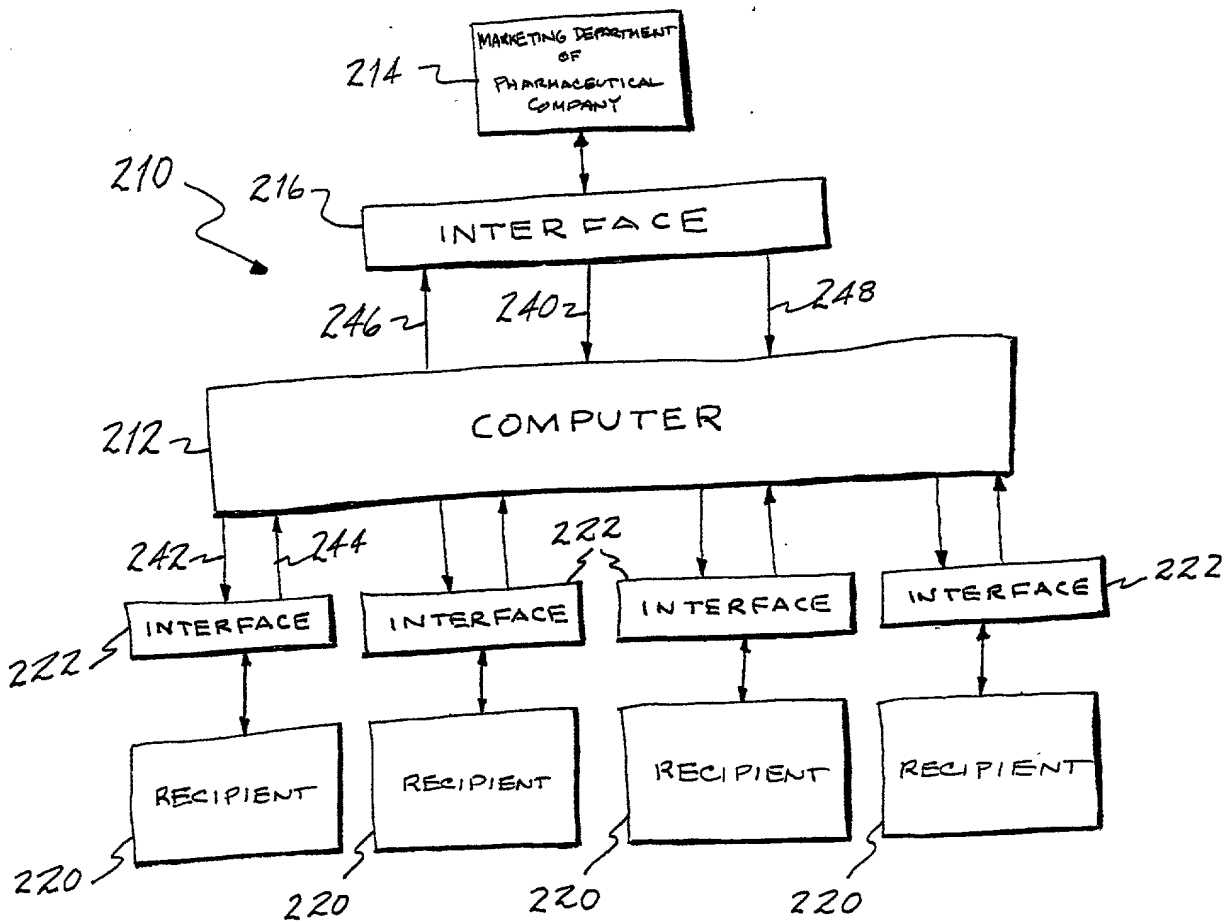 MARKETING DEPARTMENT
OF
PHARMACEUTICAL
COMPANY
214
210
216
INTERFACE
246
240
248
COMPUTER
212
242
244
222
222
INTERFACE
INTERFACE
INTERFACE
INTERFACE
222
RECIPIENT
RECIPIENT
RECIPIENT
RECIPIENT
220
220
220
220